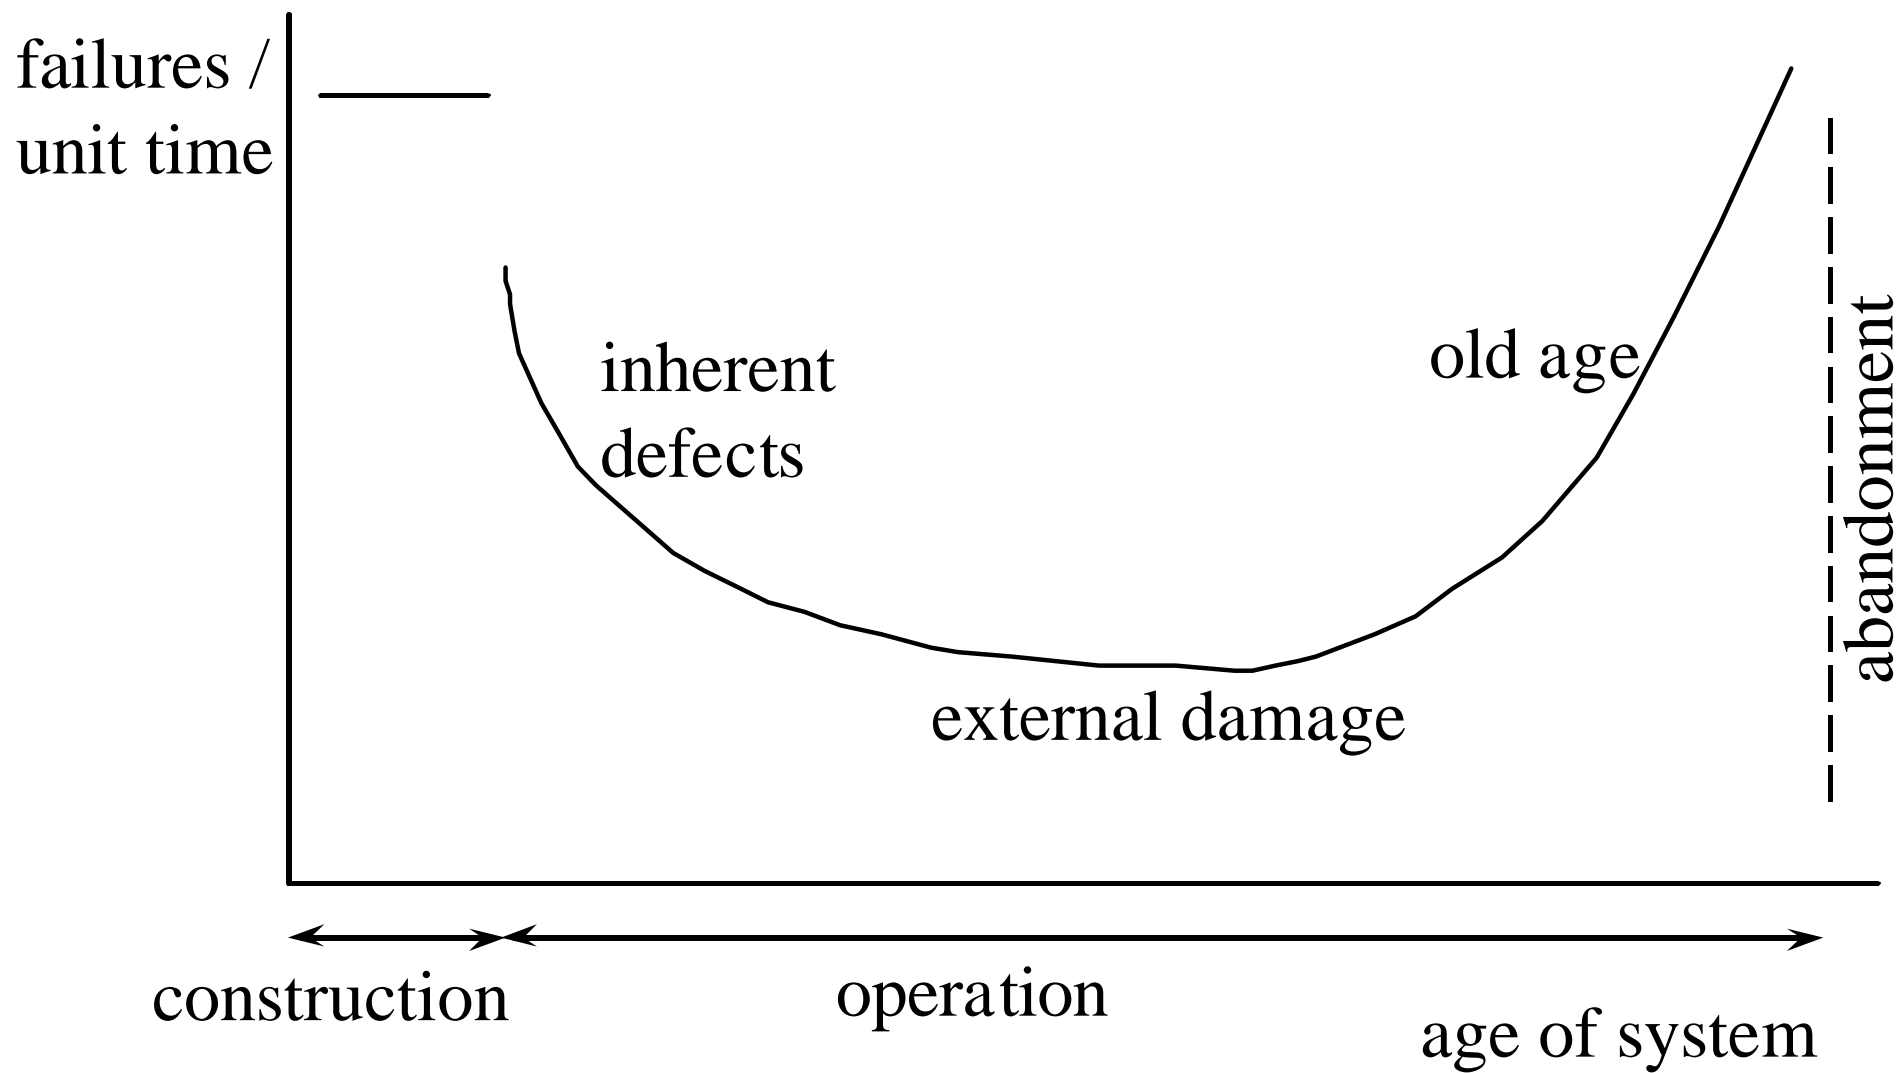 failures /
unit time
inherent
defects
old age
abandonment
external damage
construction
operation
age of system